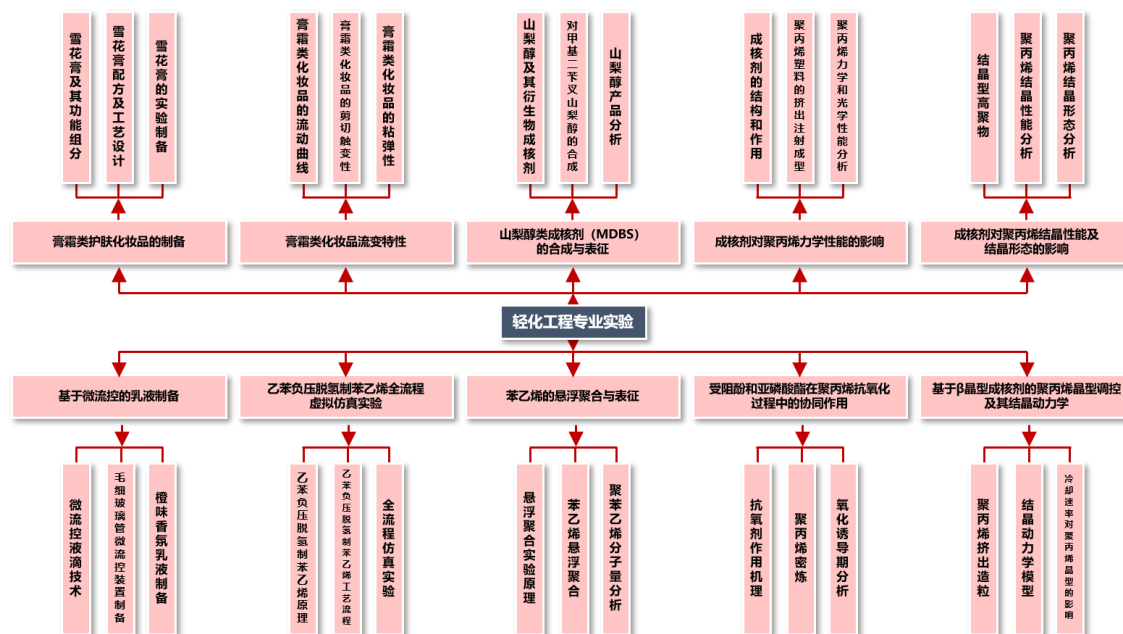 雪花膏及其功能组分
雪花膏配方及工艺设计
雪花膏的实验制备
膏霜类化妆品的流动曲线
膏霜类化妆品的剪切触变性
膏霜类化妆品的粘弹性
山梨醇及其衍生物成核剂
对甲基二苄叉山梨醇的合成
山梨醇产品分析
成核剂的结构和作用
聚丙烯塑料的挤出注射成型
聚丙烯力学和光学性能分析
结晶型高聚物
聚丙烯结晶性能分析
聚丙烯结晶形态分析
膏霜类护肤化妆品的制备
膏霜类化妆品流变特性
山梨醇类成核剂（MDBS）
的合成与表征
成核剂对聚丙烯力学性能的影响
成核剂对聚丙烯结晶性能及
结晶形态的影响
轻化工程专业实验
基于微流控的乳液制备
乙苯负压脱氢制苯乙烯全流程
虚拟仿真实验
苯乙烯的悬浮聚合与表征
受阻酚和亚磷酸酯在聚丙烯抗氧化
过程中的协同作用
基于β晶型成核剂的聚丙烯晶型调控
及其结晶动力学
微流控液滴技术
毛细玻璃管微流控装置制备
橙味香氛乳液制备
乙苯负压脱氢制苯乙烯原理
乙苯负压脱氢制苯乙烯工艺流程
全流程仿真实验
悬浮聚合实验原理
苯乙烯悬浮聚合
聚苯乙烯分子量分析
抗氧剂作用机理
聚丙烯密炼
氧化诱导期分析
聚丙烯挤出造粒
结晶动力学模型
冷却速率对聚丙烯晶型的影响